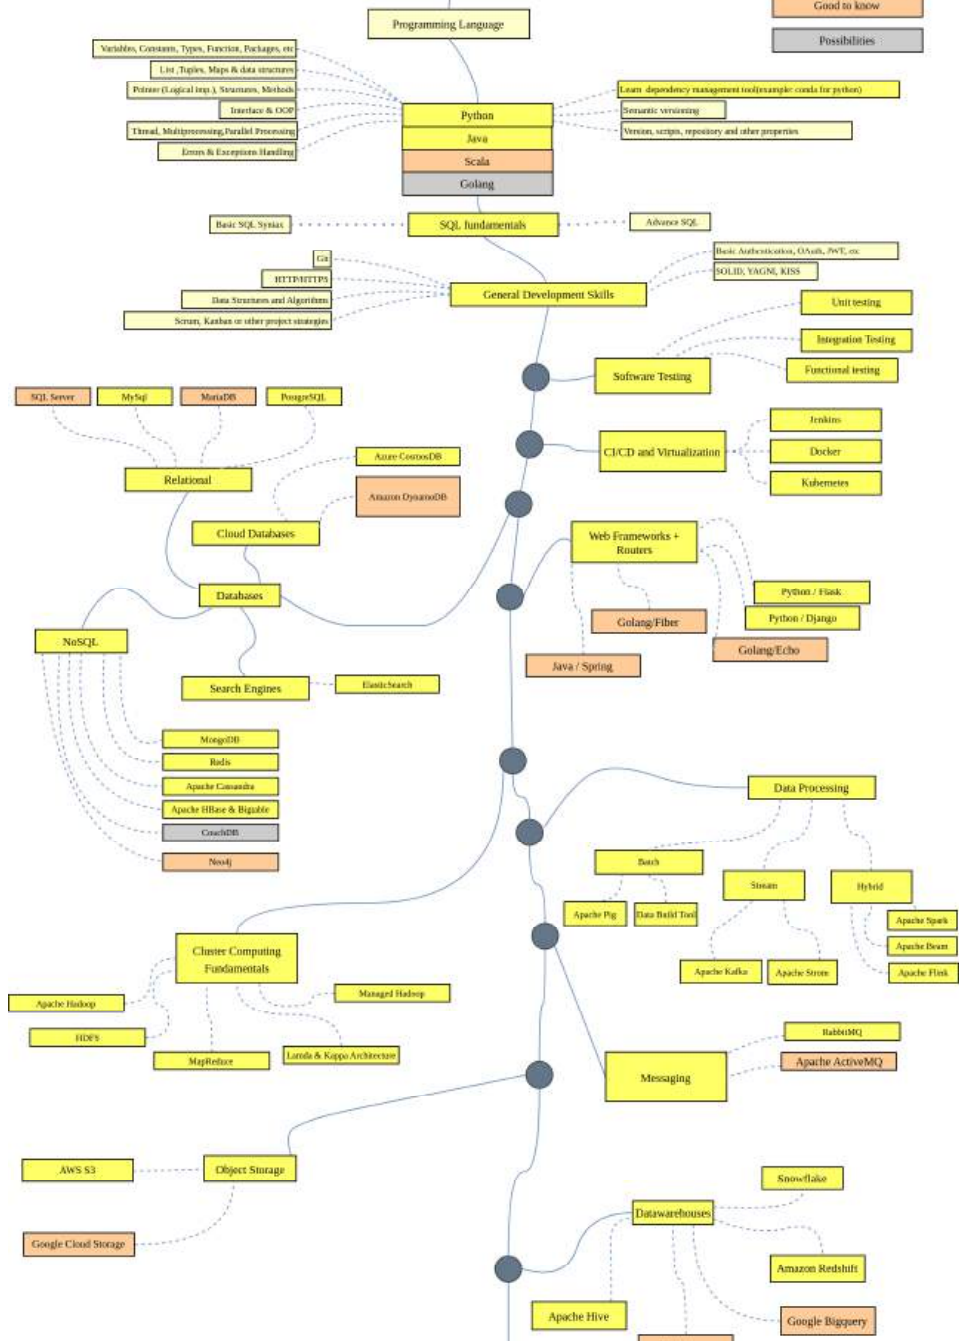 Good to know
Programming Language
Possibilities
Variables, Constants, Types, Function, Packages, etc
List ,Tuples, Maps & data structures
Pointer (Logical imp.), Structures, Methods
Interface & OOP
Thread, Multiprocessing,Parallel Processing
Errors & Exceptions Handling
Python
Java
Scala
Golang
Learn dependency management tool(example: conda for python)
Semantic versioning
Version, scripts, repository and other properties
Basic SQL Syntax
SQL fundamentals
Advance SQL
Git
HTTP/HTTPS
Data Structures and Algorithms
Scrum, Kanban or other project strategies
General Development Skills
Basic Authentication, OAuth, JWT, etc
SOLID, YAGNI, KISS
Unit testing
Integration Testing
Functional testing
Software Testing
SQL Server
MySql
MariaDB
PostgreSQL
Relational
Azure CosmosDB
Amazon DynamoDB
Cloud Databases
Databases
NoSQL
Search Engines
ElasticSearch
MongoDB
Redis
Apache Cassandra
Apache HBase & Bigtable
CouchDB
Neo4j
CI/CD and Virtualization
Jenkins
Docker
Kubernetes
Web Frameworks +
Routers
Python / Flask
Python / Django
Golang/Fiber
Golang/Echo
Java / Spring
Data Processing
Batch
Apache Pig
Data Build Tool
Stream
Apache Kafka
Apache Strom
Hybrid
Apache Spark
Apache Beam
Apache Flink
Cluster Computing
Fundamentals
Apache Hadoop
HDFS
MapReduce
Managed Hadoop
Lamda & Kappa Architecture
Messaging
RabbitMQ
Apache ActiveMQ
AWS S3
Object Storage
Google Cloud Storage
Snowflake
Datawarehouses
Amazon Redshift
Apache Hive
Google Bigquery